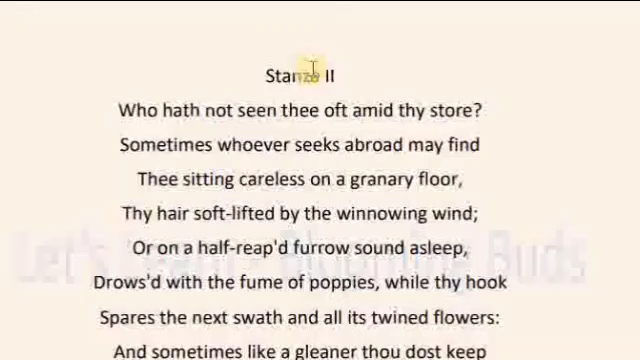 Stanza II
Who hath not seen thee oft amid thy store?
Sometimes whoever seeks abroad may find
Thee sitting careless on a granary floor,
Thy hair soft-lifted by the winnowing wind;
Or on a half-reap'd furrow sound asleep,
Drows'd with the fume of poppies, while thy hook
Spares the next swath and all its twined flowers:
And sometimes like a gleaner thou dost keep
Let's Buds